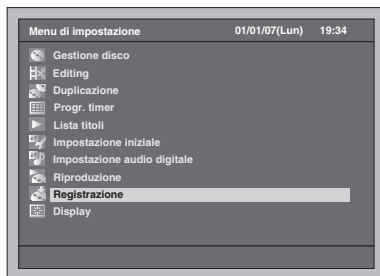 Menu di impostazione 01/01/07(Lun) 19:34
Gestione disco
Editing
Duplicazione
Progr. timer
Lista titoli
Impostazione iniziale
Impostazione audio digitale
Riproduzione
Registrazione
Display